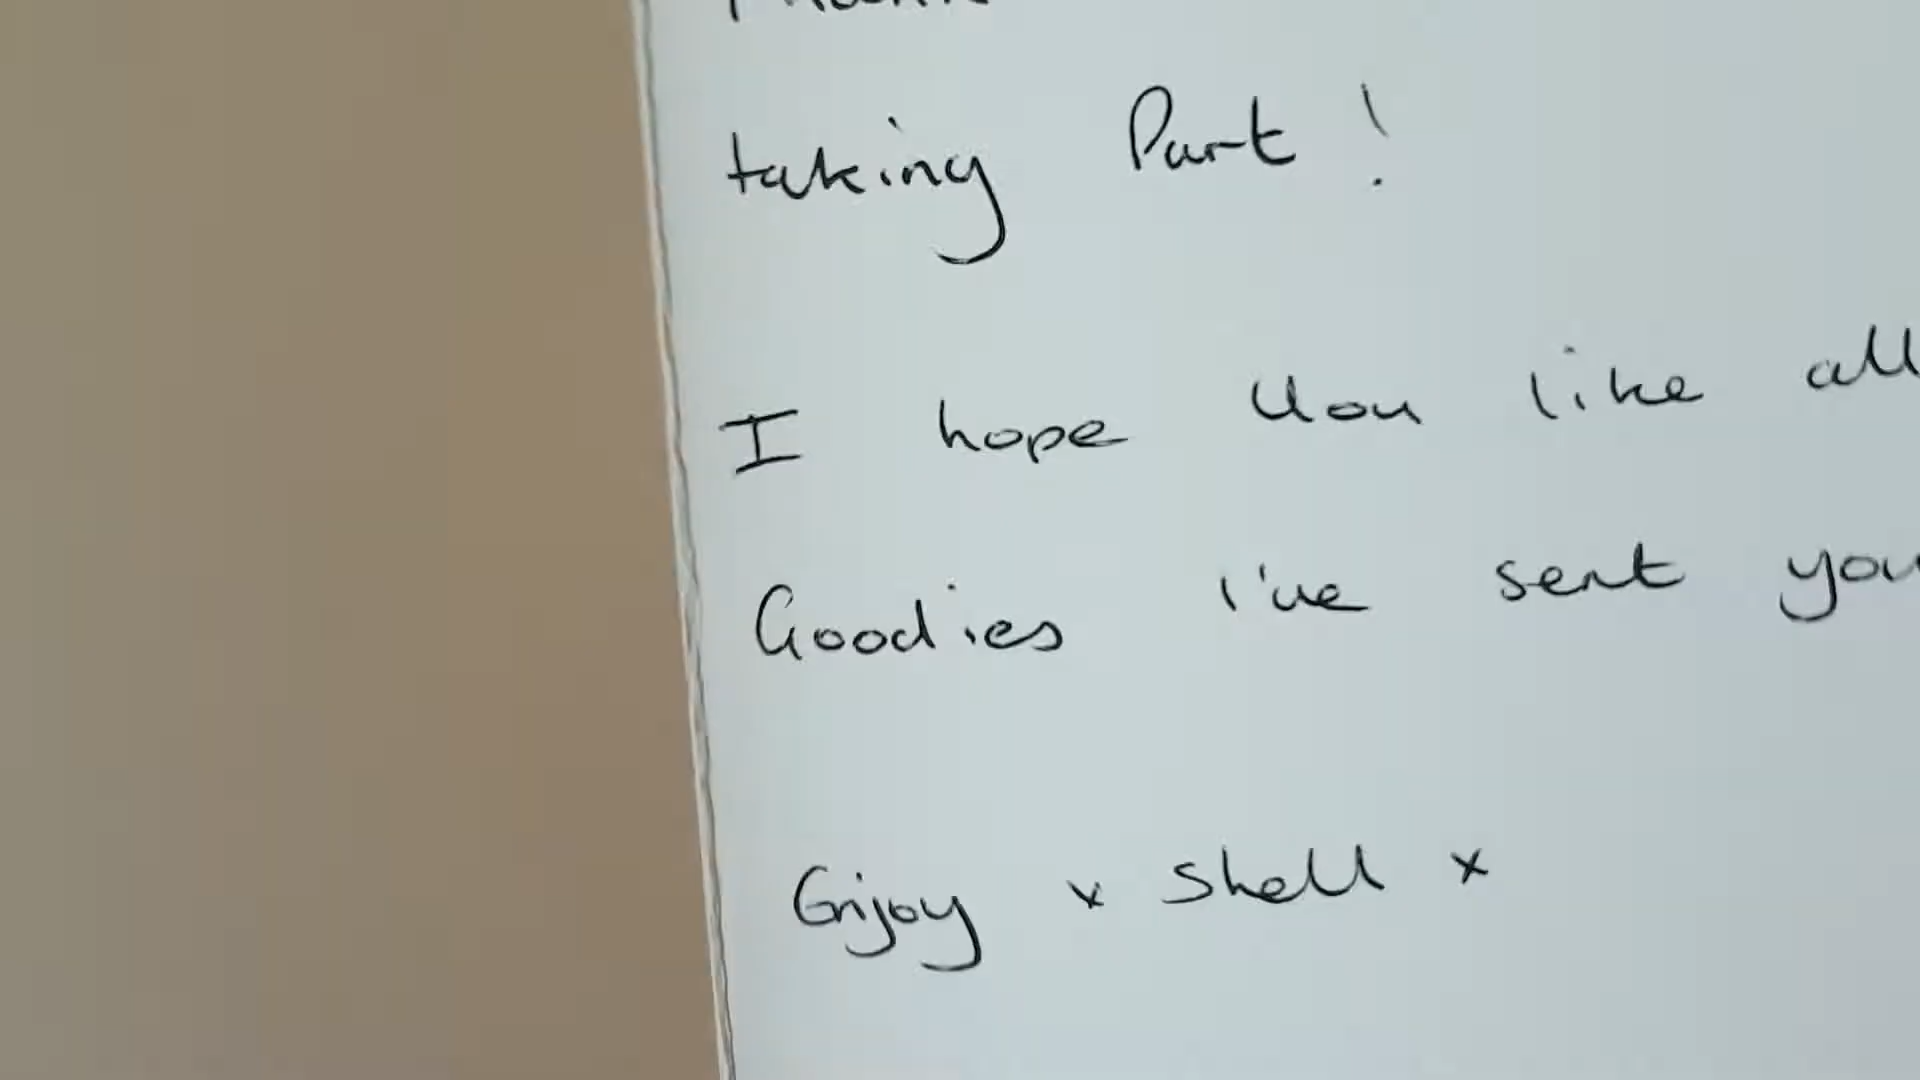 taking Part !
I hope You like all
Goodies I've sent you
Enjoy x Shell x